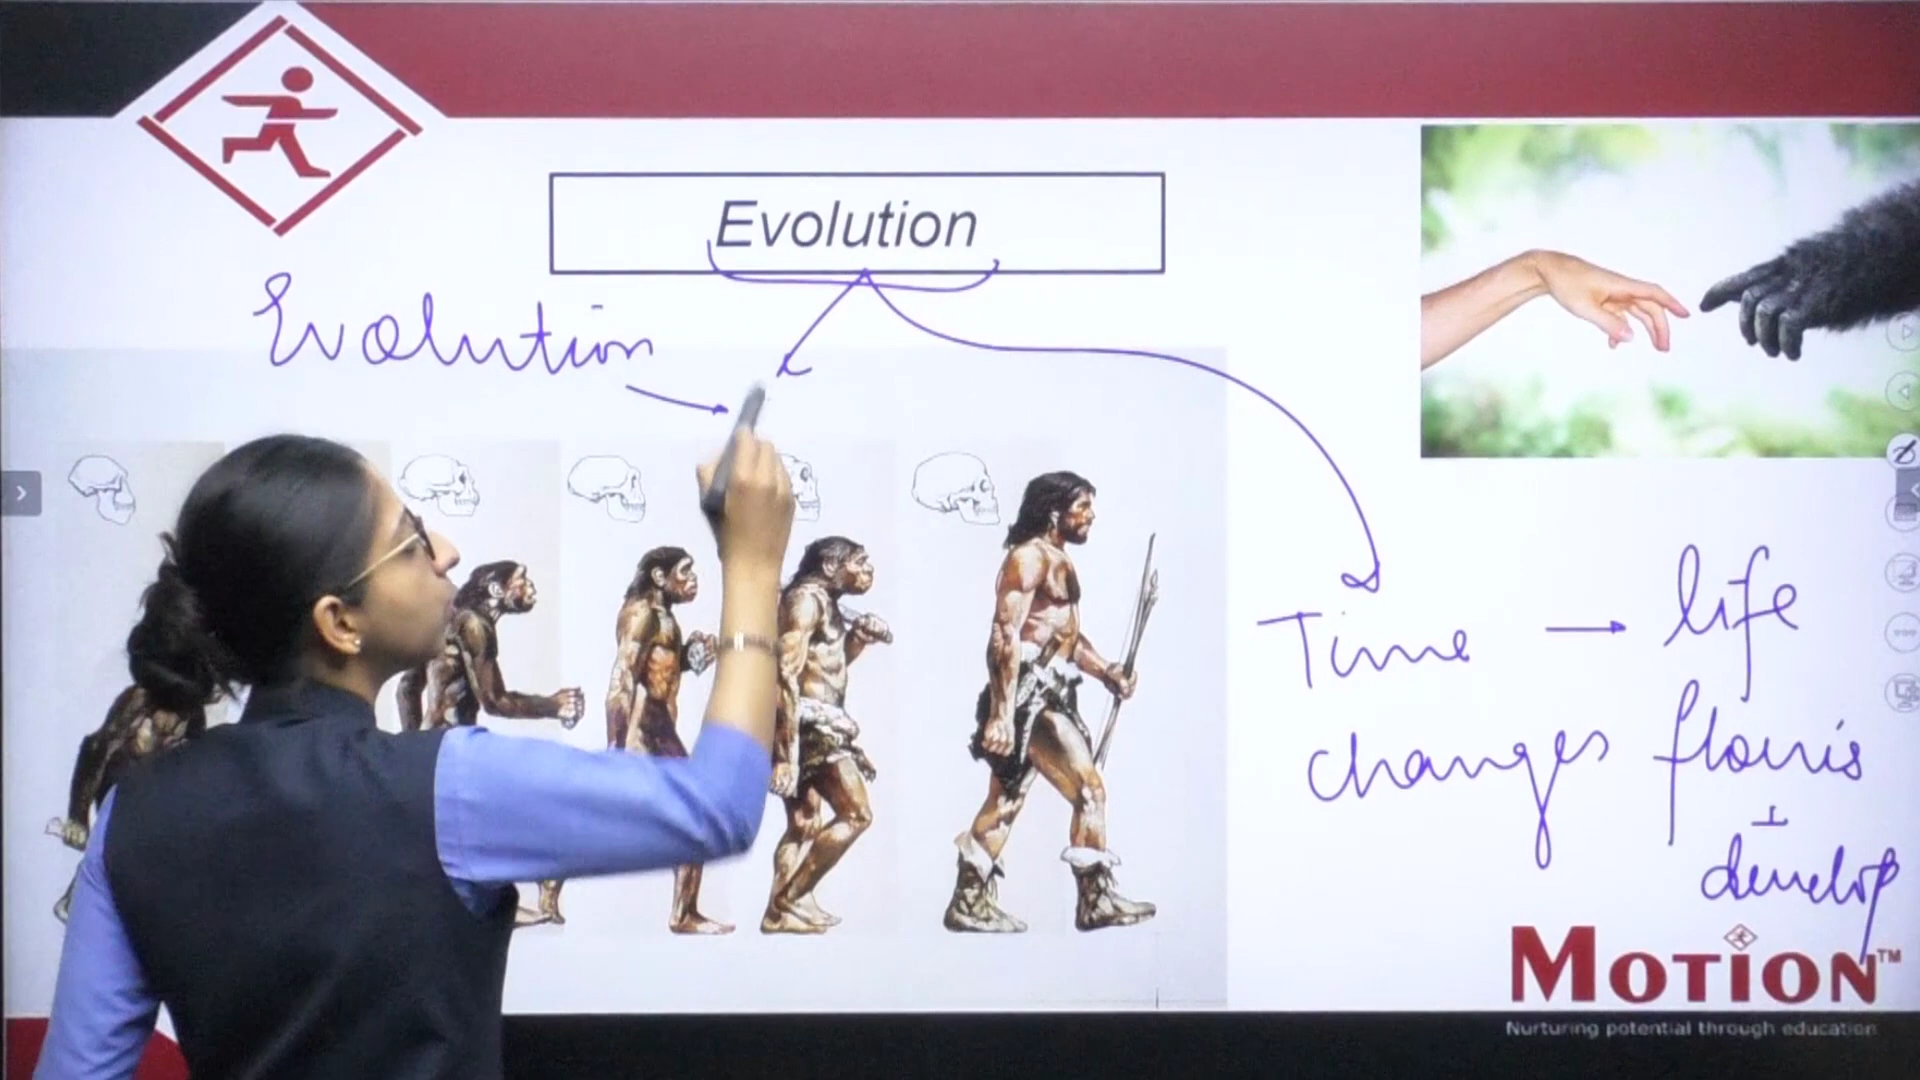 Evolution
Evolution
Time → life
changes flouris
develop
MOTION™
Nurturing potential through education